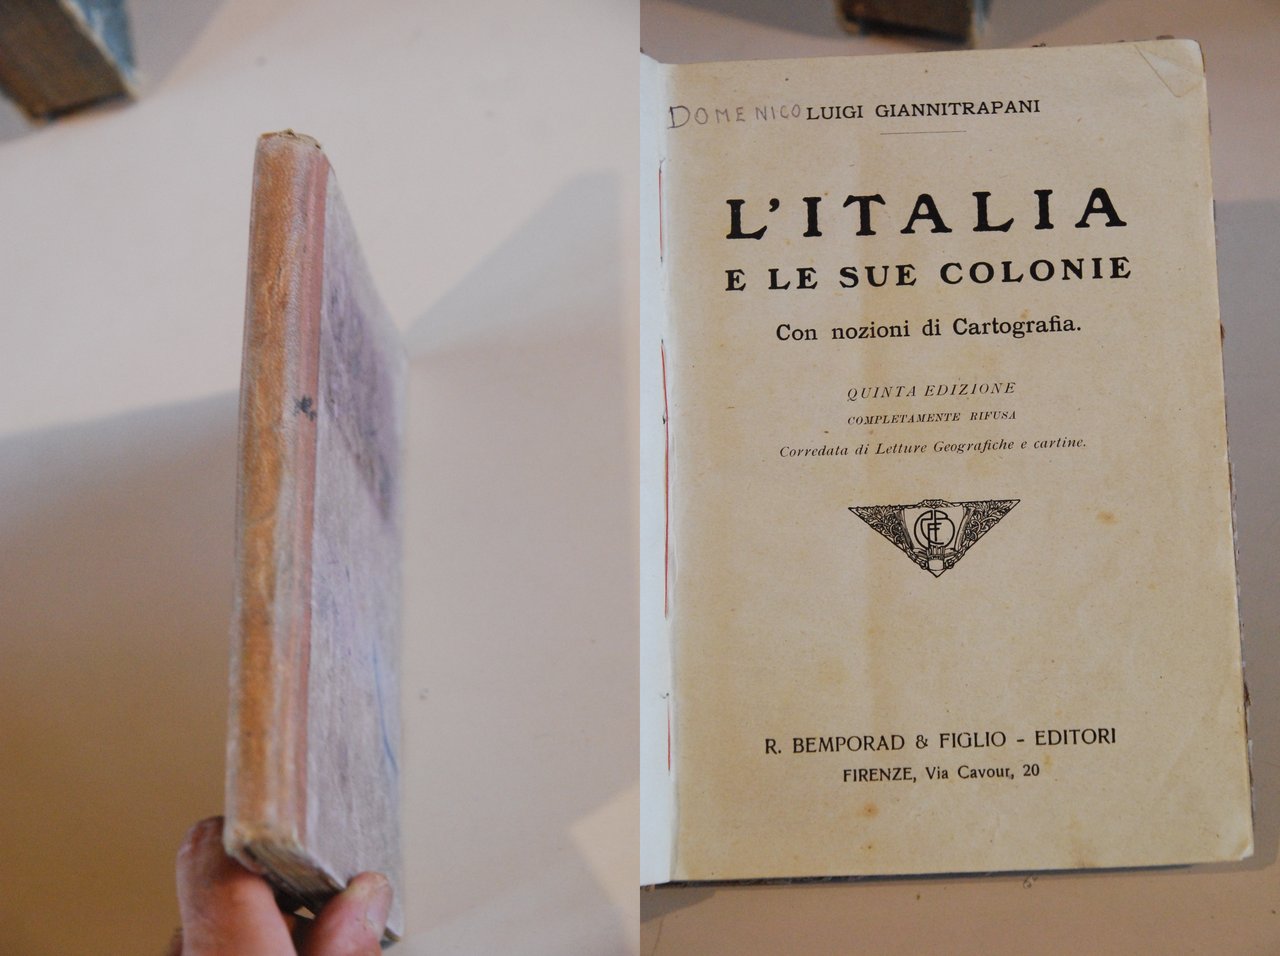 DOMENICO LUIGI GIANNITRAPANI
L'ITALIA
E LE SUE COLONIE
Con nozioni di Cartografia.
QUINTA EDIZIONE
COMPLETAMENTE RIFUSA
Corredata di Letture Geografiche e cartine.
R. BEMPORAD & FIGLIO - EDITORI
FIRENZE, Via Cavour, 20